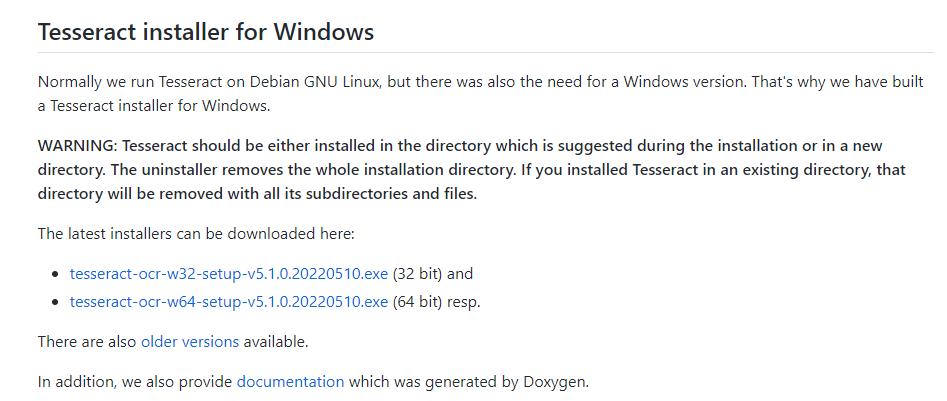 Tesseract installer for Windows
Normally we run Tesseract on Debian GNU Linux, but there was also the need for a Windows version. That's why we have built
a Tesseract installer for Windows.
WARNING: Tesseract should be either installed in the directory which is suggested during the installation or in a new
directory. The uninstaller removes the whole installation directory. If you installed Tesseract in an existing directory, that
directory will be removed with all its subdirectories and files.
The latest installers can be downloaded here:
• tesseract-ocr-w32-setup-v5.1.0.20220510.exe (32 bit) and
• tesseract-ocr-w64-setup-v5.1.0.20220510.exe (64 bit) resp.
There are also older versions available.
In addition, we also provide documentation which was generated by Doxygen.